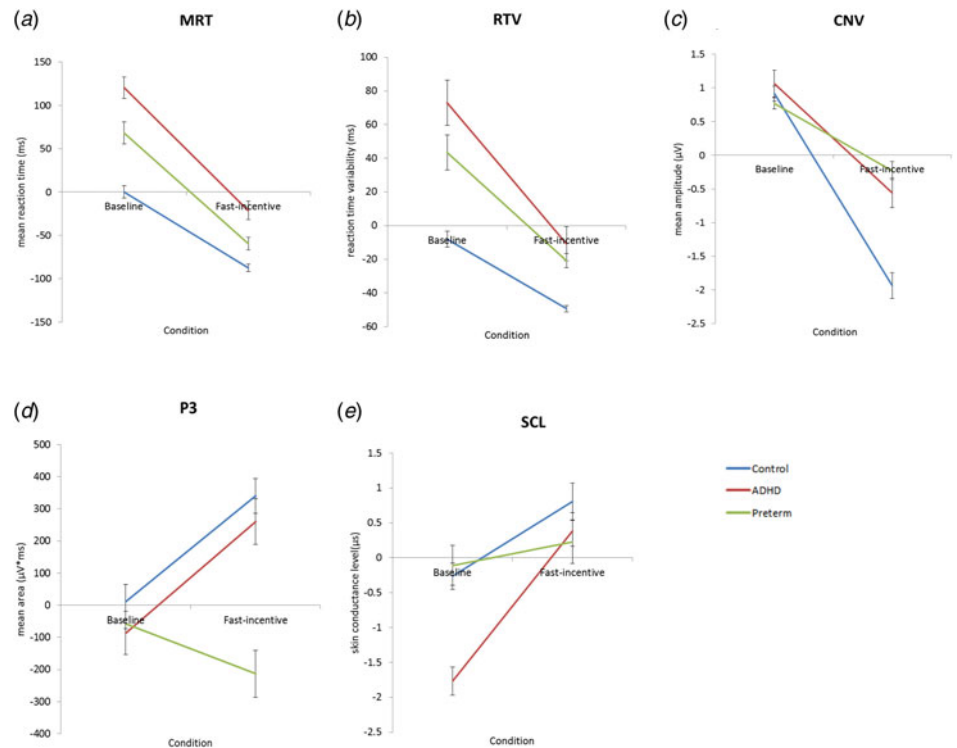 (a)
MRT
mean reaction time (ms)
150
100
50
0
-50
-100
-150
Baseline
Fast-incentive
Condition
(b)
RTV
reaction time variability (ms)
100
80
60
40
20
0
-20
-40
-60
Baseline
Fast-incentive
Condition
(c)
CNV
mean amplitude (μV)
1.5
1
0.5
0
-0.5
-1
-1.5
-2
-2.5
Baseline
Fast-incentive
Condition
(d)
P3
mean area (μV*ms)
500
400
300
200
100
0
-100
-200
-300
-400
Baseline
Fast-incentive
Condition
(e)
SCL
skin conductance level(μs)
1.5
1
0.5
0
-0.5
-1
-1.5
-2
-2.5
Baseline
Fast-incentive
Condition
Control
ADHD
Preterm